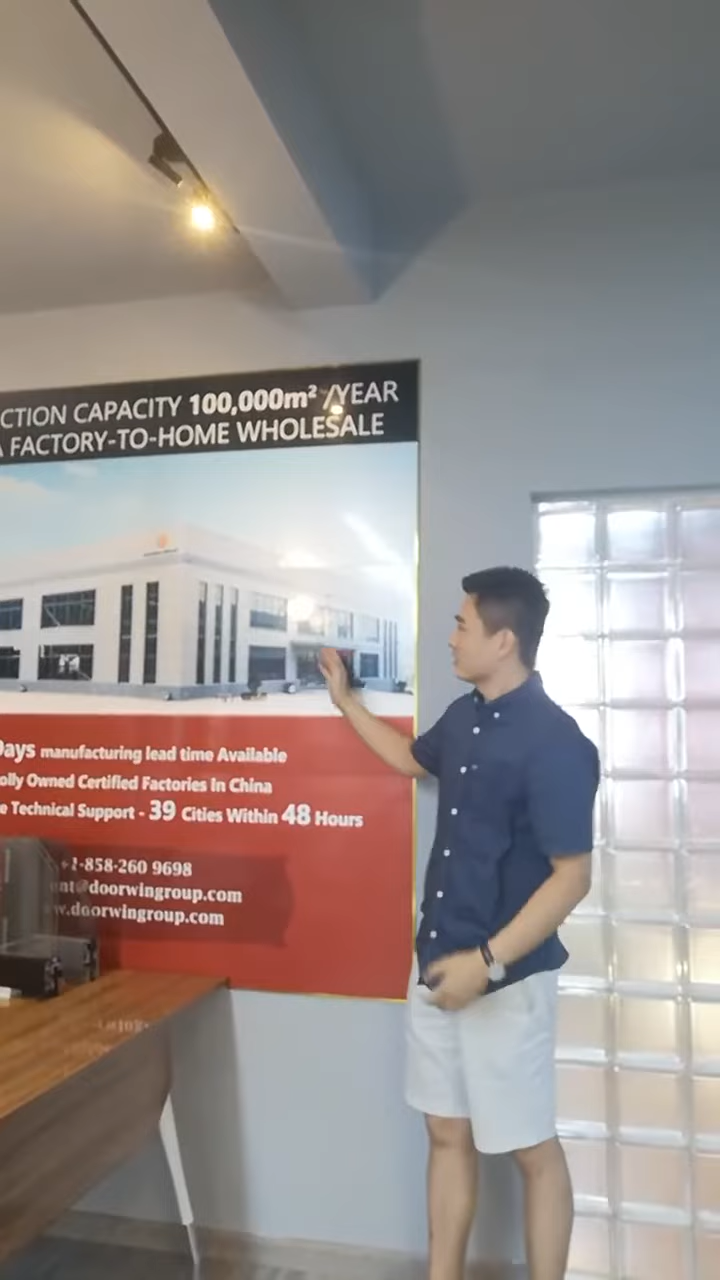 CTION CAPACITY 100,000m² /YEAR
FACTORY-TO-HOME WHOLESALE
Days manufacturing lead time Available
olly Owned Certified Factories In China
e Technical Support - 39 Cities Within 48 Hours
-858-260 9698
nt@doorwingroup.com
w.doorwingroup.com